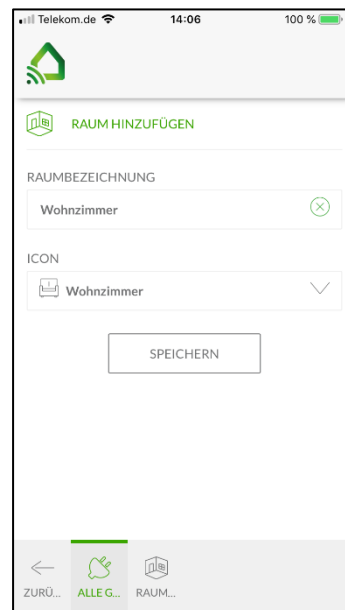 Telekom.de 14:06 100 %
RAUM HINZUFÜGEN
RAUMBEZEICHNUNG
Wohnzimmer
ICON
Wohnzimmer
SPEICHERN
ZURÜ... ALLE G... RAUM...